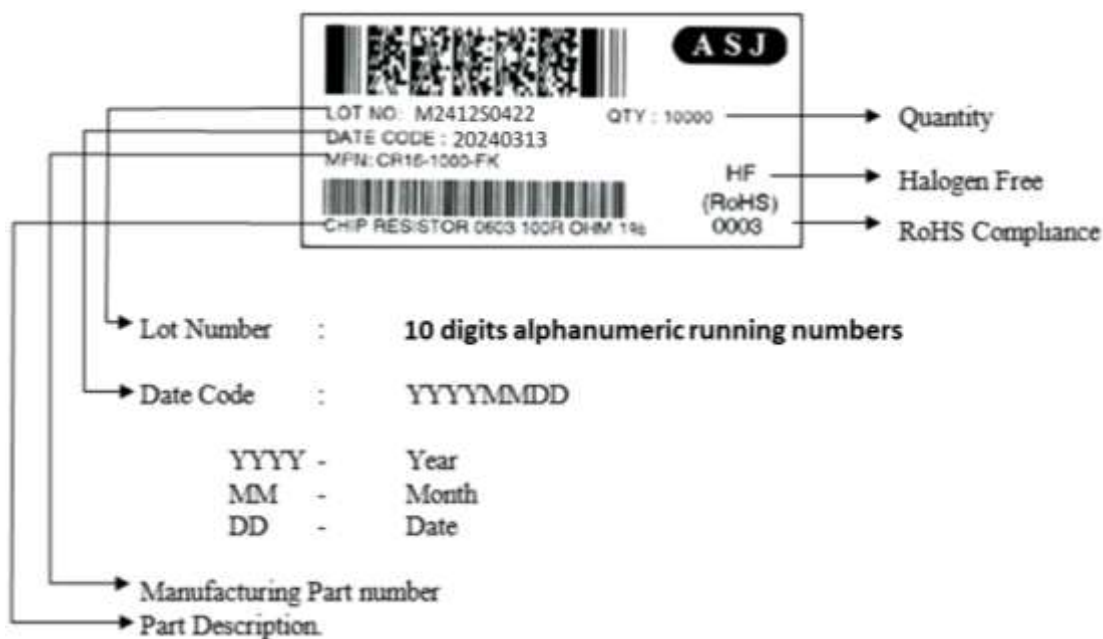 ASJ
LOT NO: M2412S0422 QTY : 10000
DATE CODE : 20240313
MPN: CR16-1000-FK
HF
(RoHS)
0003
CHIP RESISTOR 0603 100R OHM 1%
Quantity
Halogen Free
RoHS Compliance
Lot Number : 10 digits alphanumeric running numbers
Date Code : YYYYMMDD
YYYY - Year
MM - Month
DD - Date
Manufacturing Part number
Part Description.